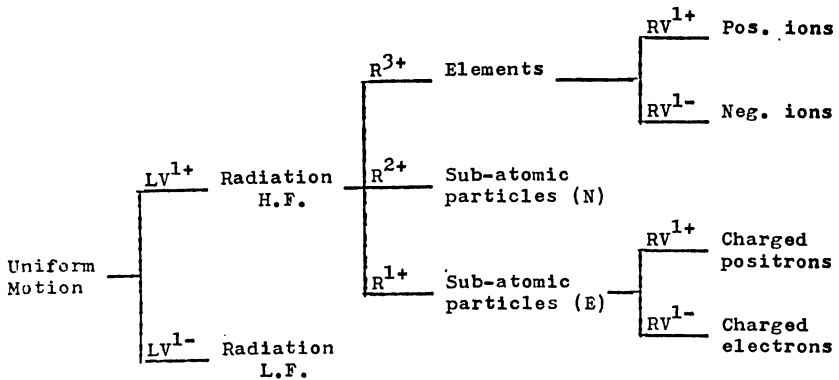 RV1+ Pos. ions
R3+ Elements
RV1- Neg. ions
LV1+ Radiation H.F.
R2+ Sub-atomic particles (N)
RV1+ Charged positrons
Uniform Motion
R1+ Sub-atomic particles (E)
RV1- Charged electrons
LV1- Radiation L.F.